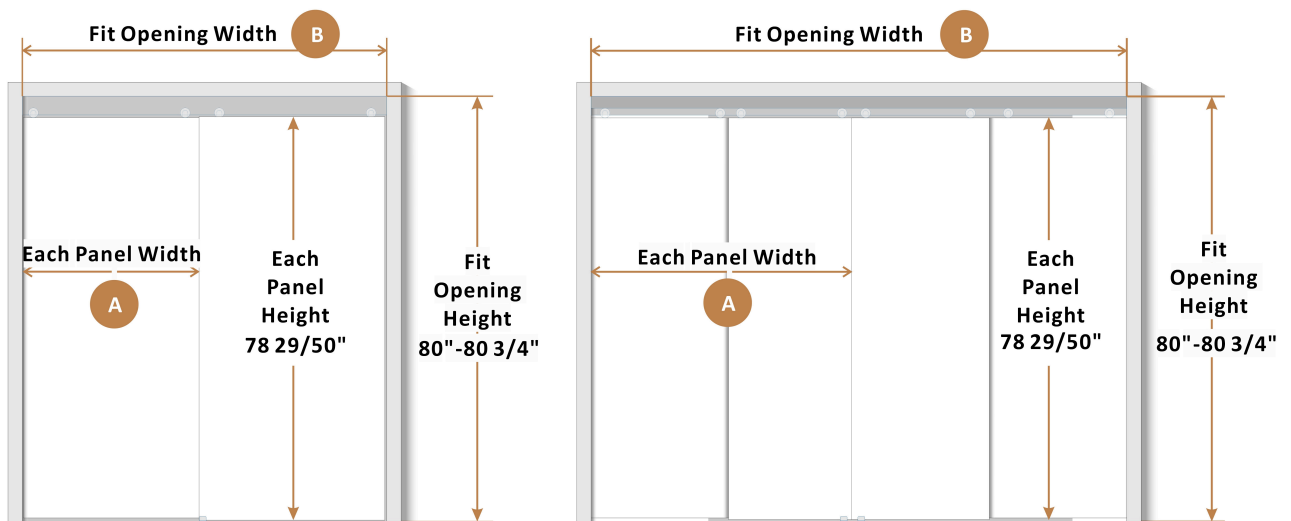 Fit Opening Width B
Each Panel Width
A
Each
Panel
Height
78 29/50"
Fit
Opening
Height
80"-80 3/4"
Fit Opening Width B
Each Panel Width
A
Each
Panel
Height
78 29/50"
Fit
Opening
Height
80"-80 3/4"